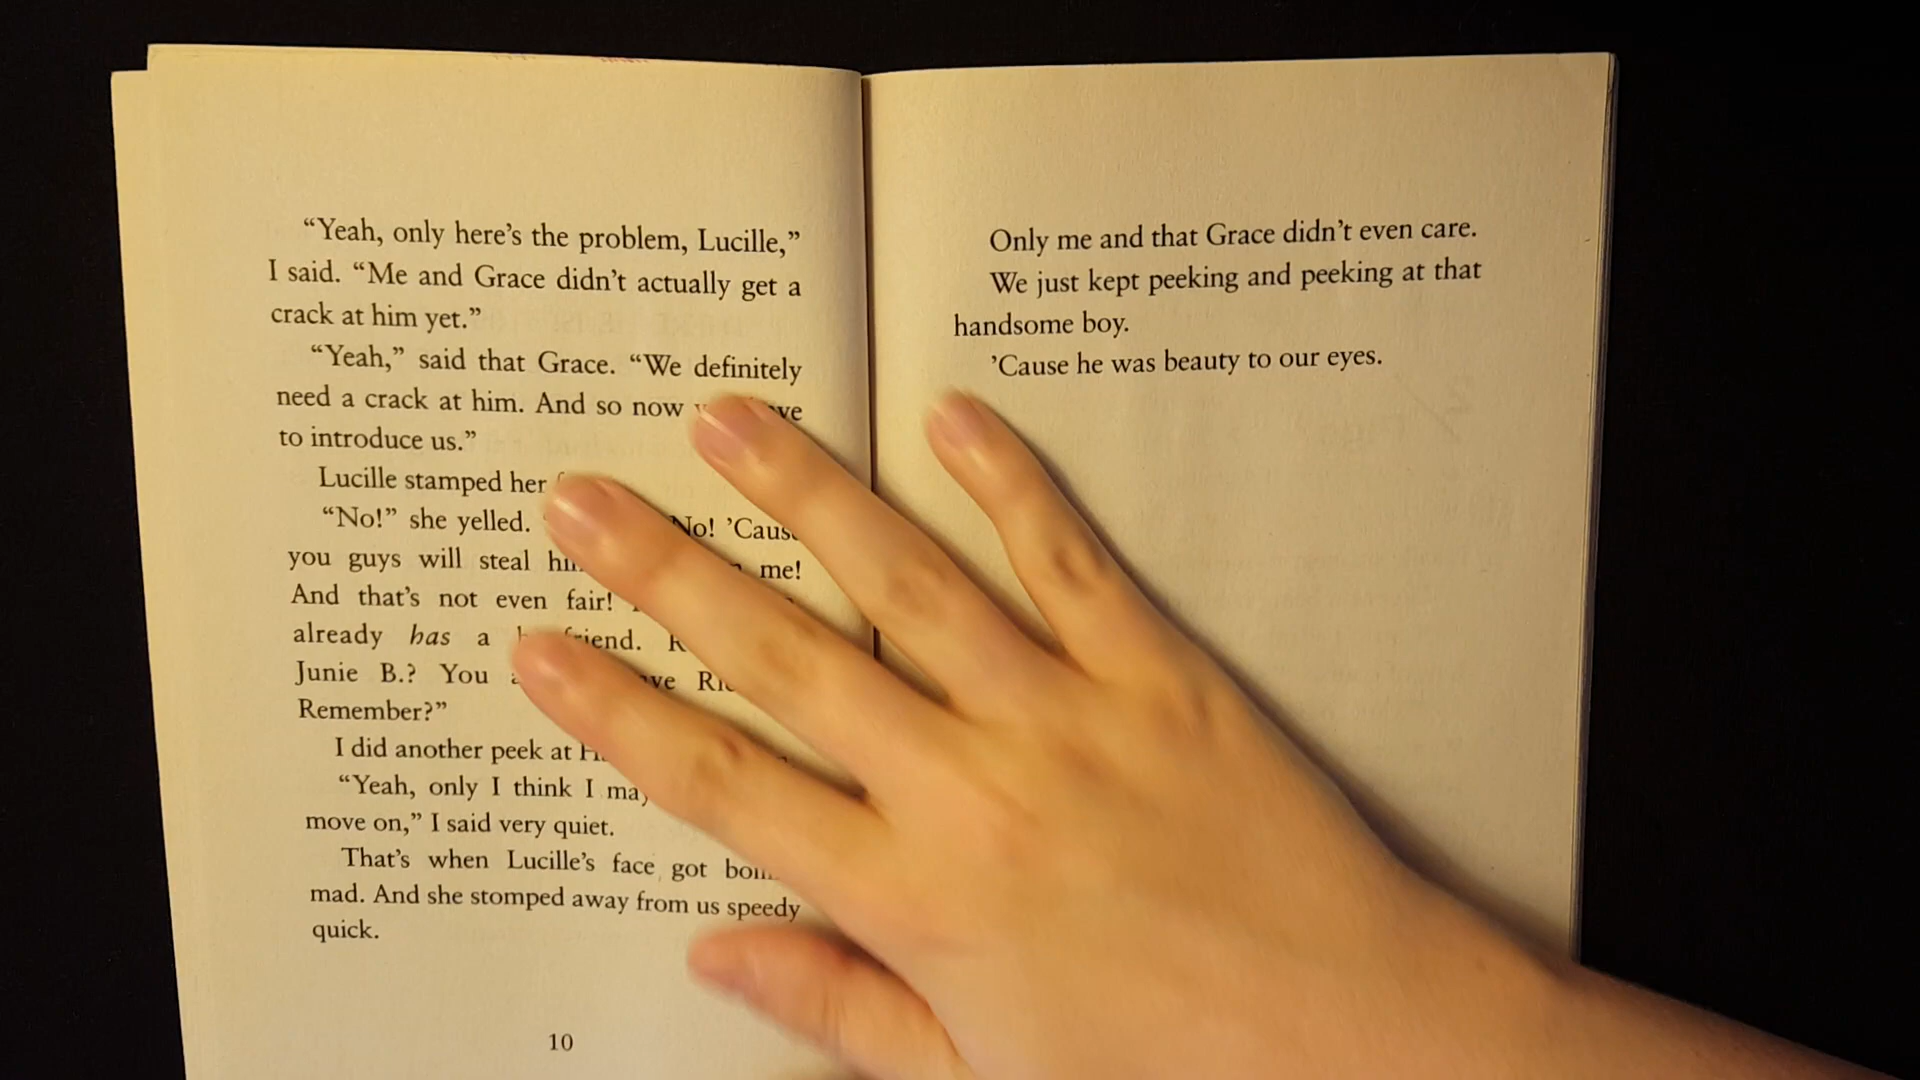 “Yeah, only here’s the problem, Lucille,”
I said. “Me and Grace didn’t actually get a
crack at him yet.”
“Yeah,” said that Grace. “We definitely
need a crack at him. And so now
to introduce us.”
Lucille stamped her
“No!” she yelled. No! ’Cause
you guys will steal me!
And that’s not even fair!
already has a
Junie B.? You
Remember?”
I did another peek at
“Yeah, only I think I
move on,” I said very quiet.
That’s when Lucille’s face got
mad. And she stomped away from us speedy
quick.
10
Only me and that Grace didn’t even care.
We just kept peeking and peeking at that
handsome boy.
’Cause he was beauty to our eyes.